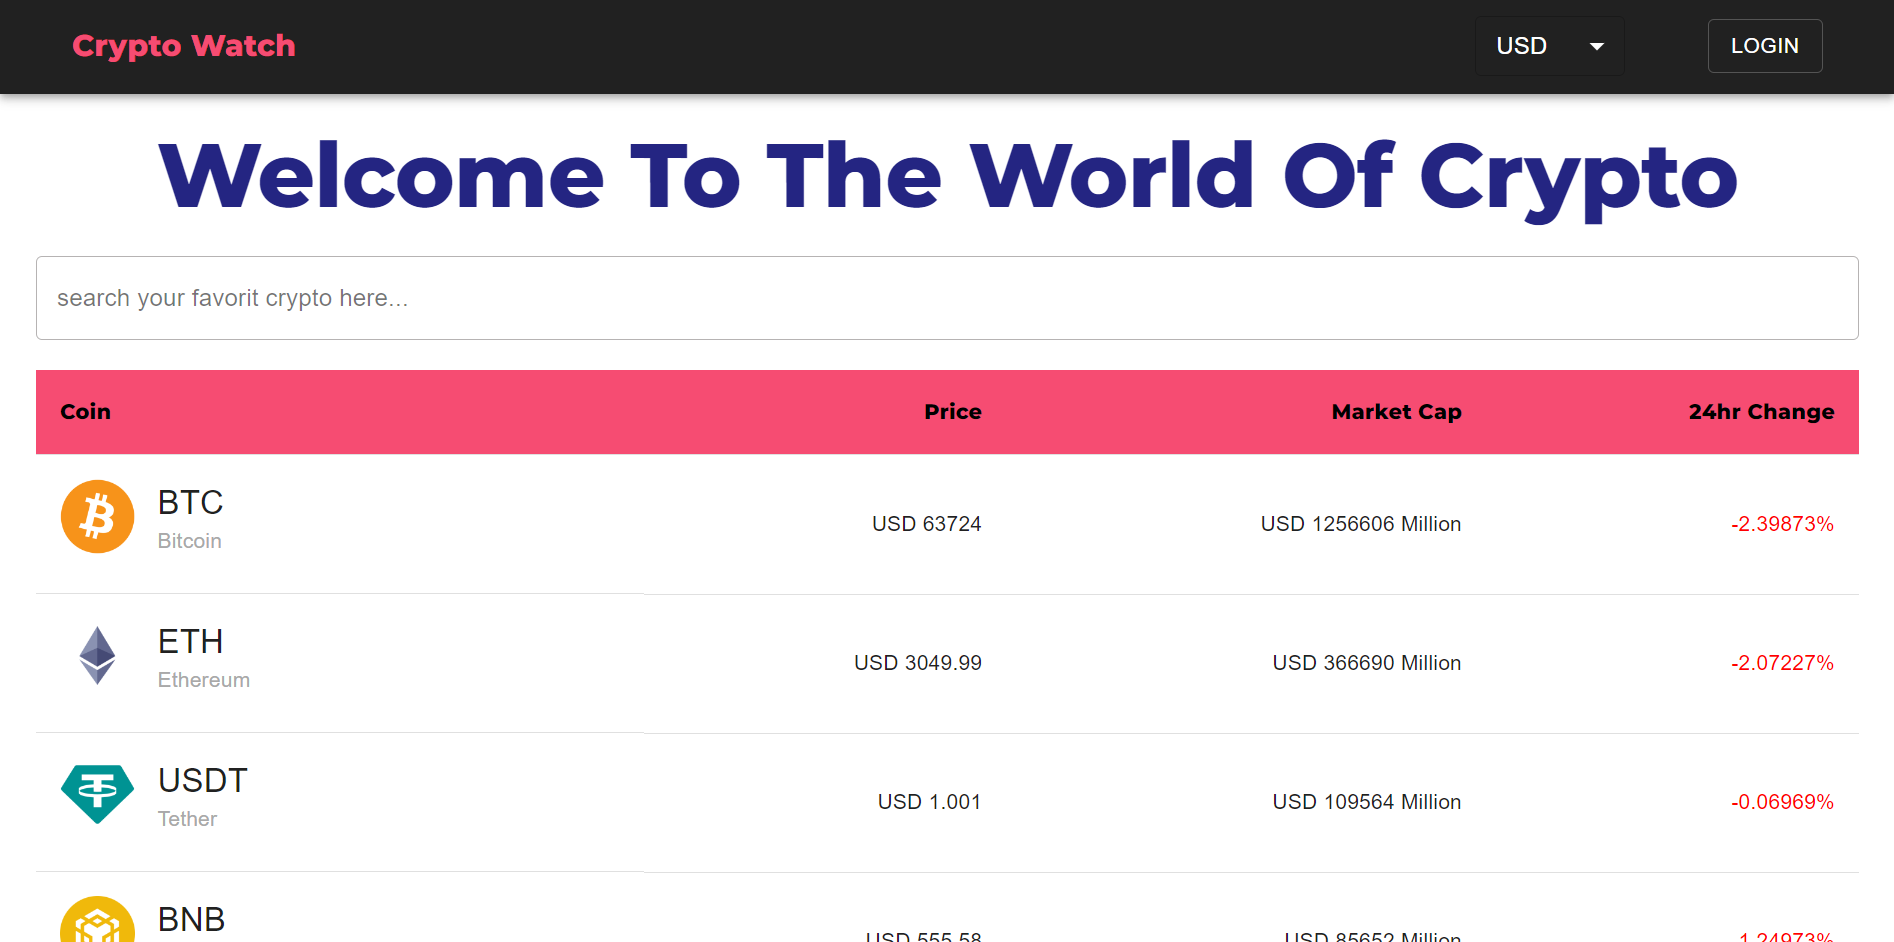 Crypto Watch USD LOGIN
Welcome To The World Of Crypto
search your favorit crypto here...
Coin Price Market Cap 24hr Change
BTC
Bitcoin
USD 63724 USD 1256606 Million -2.39873%
ETH
Ethereum
USD 3049.99 USD 366690 Million -2.07227%
USDT
Tether
USD 1.001 USD 109564 Million -0.06969%
BNB
USD 555.58 USD 85652 Million 1.24973%